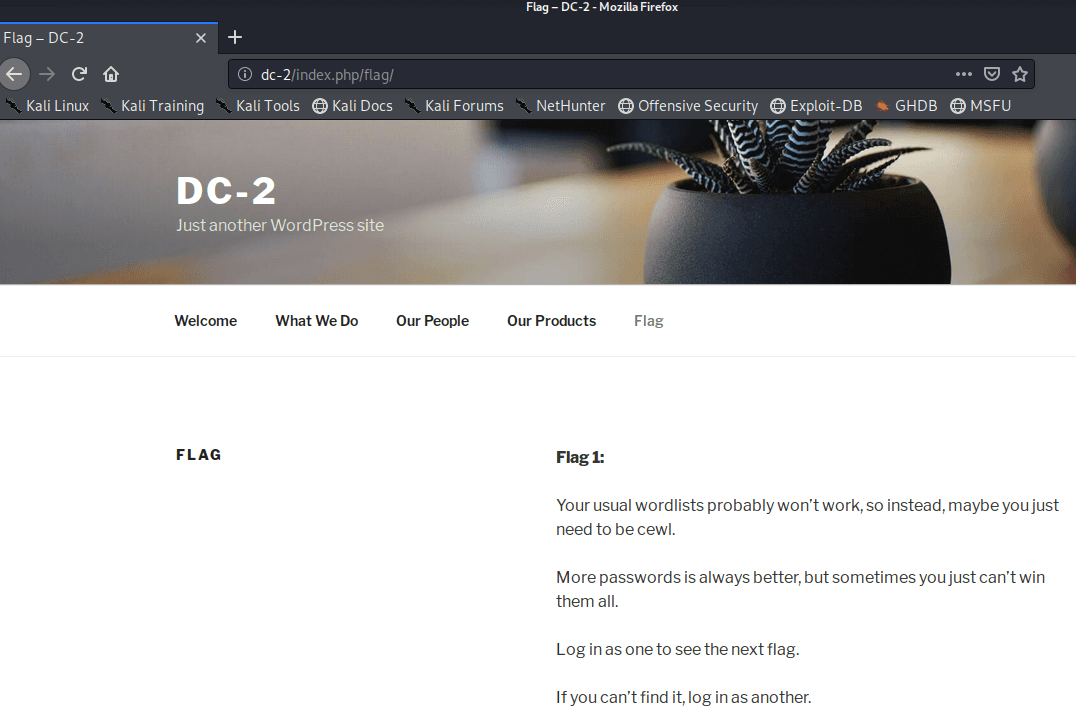 Flag – DC-2 - Mozilla Firefox
Flag – DC-2
dc-2/index.php/flag/
Kali Linux Kali Training Kali Tools Kali Docs Kali Forums NetHunter Offensive Security Exploit-DB GHDB MSFU
DC-2
Just another WordPress site
Welcome What We Do Our People Our Products Flag
FLAG
Flag 1:
Your usual wordlists probably won’t work, so instead, maybe you just
need to be cewl.
More passwords is always better, but sometimes you just can’t win
them all.
Log in as one to see the next flag.
If you can’t find it, log in as another.